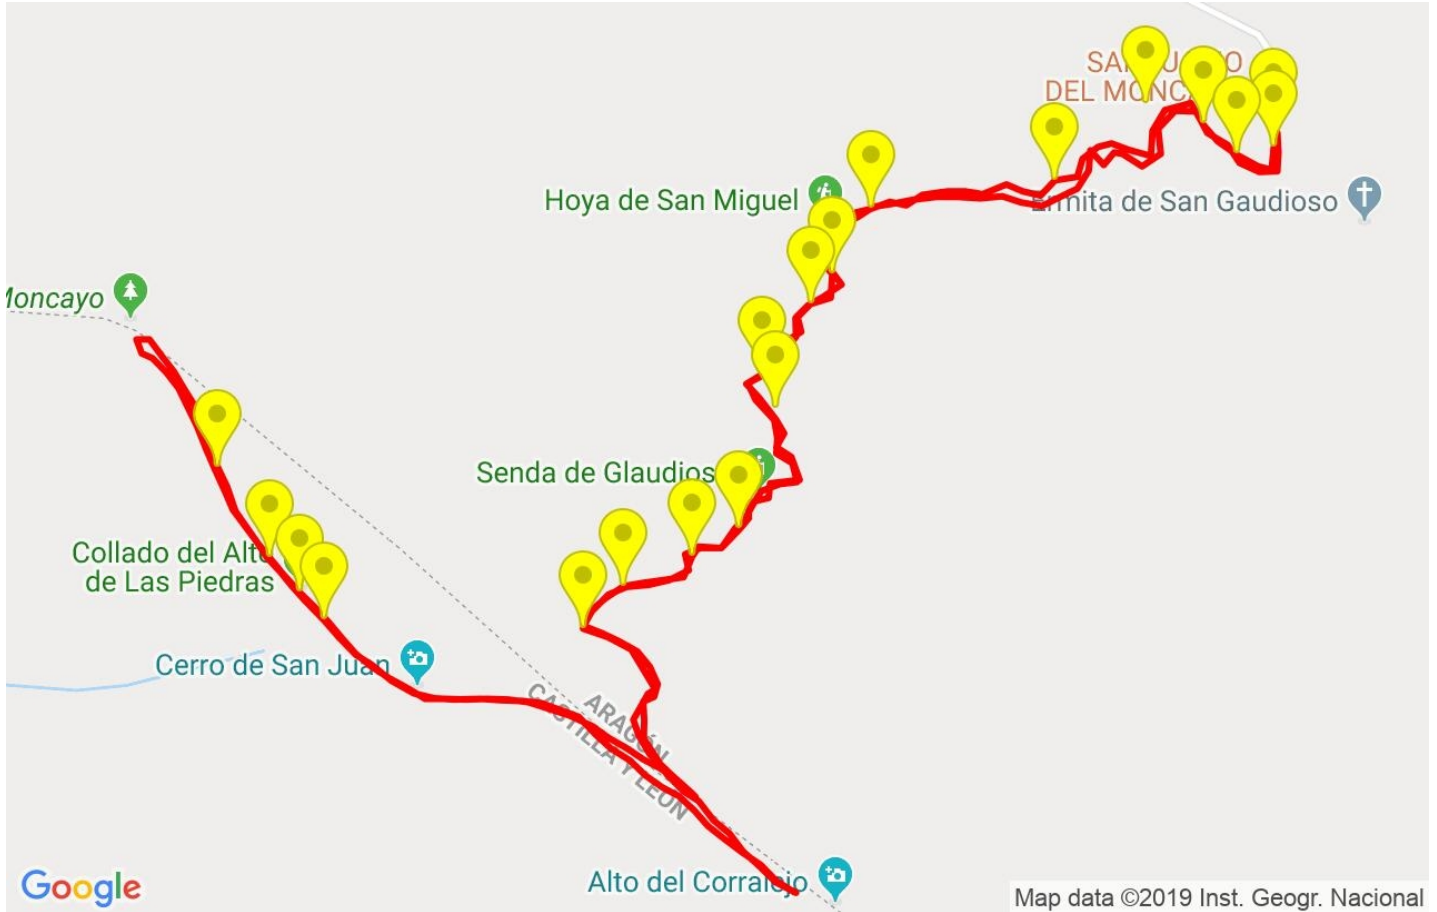 DEL
Hoya de San Miguel
Ermita de San Gaudioso
Moncayo
Senda de
Collado del Alto
de Las Piedras
Cerro de San Juan
ARAGÓN
CASTILLA Y LEÓN
Alto del Corralejo
Google
Map data ©2019 Inst. Geogr. Nacional